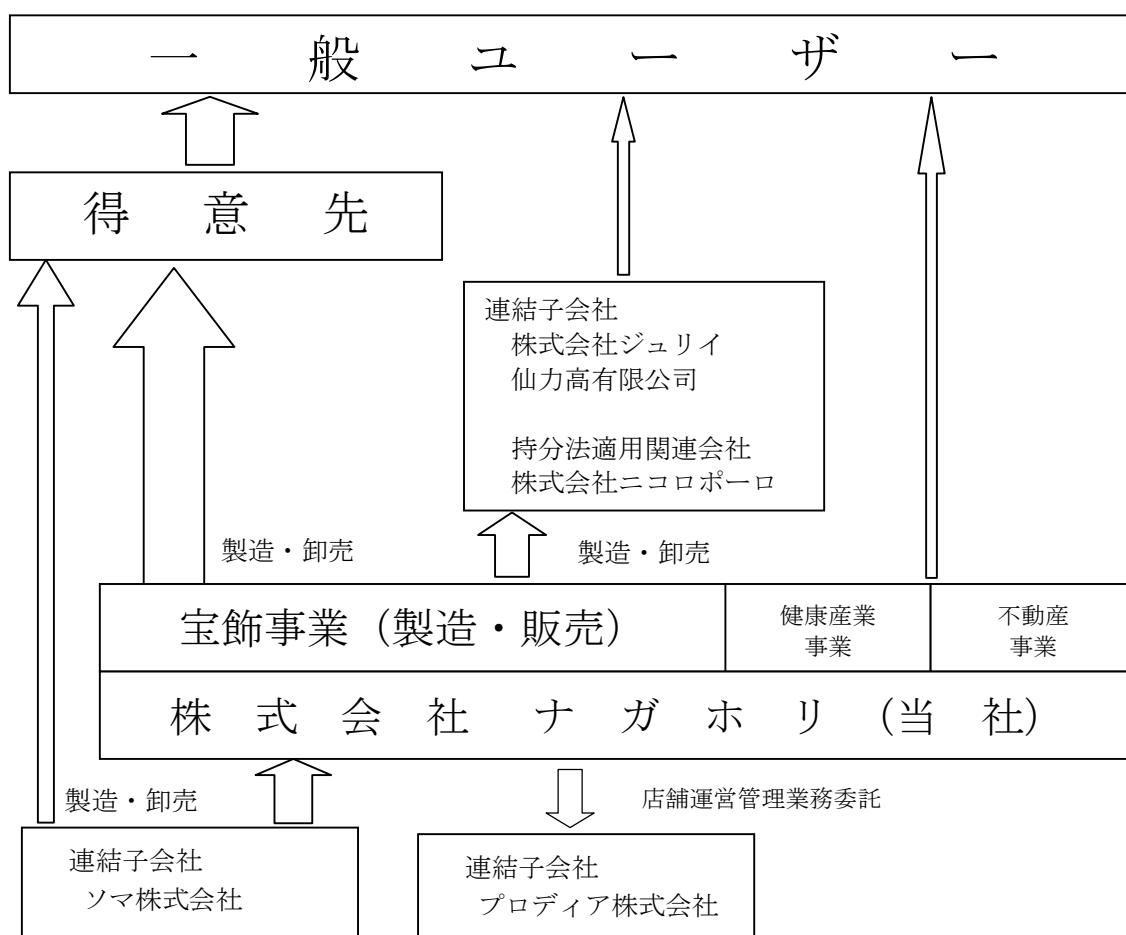 一般ユーザー
得意先
連結子会社
株式会社ジュリイ
仙力高有限公司
持分法適用関連会社
株式会社ニコロポーロ
製造・卸売
製造・卸売
宝飾事業（製造・販売）
健康産業
事業
不動産
事業
株式会社ナガホリ（当社）
製造・卸売
店舗運営管理業務委託
連結子会社
ソマ株式会社
連結子会社
プロディア株式会社